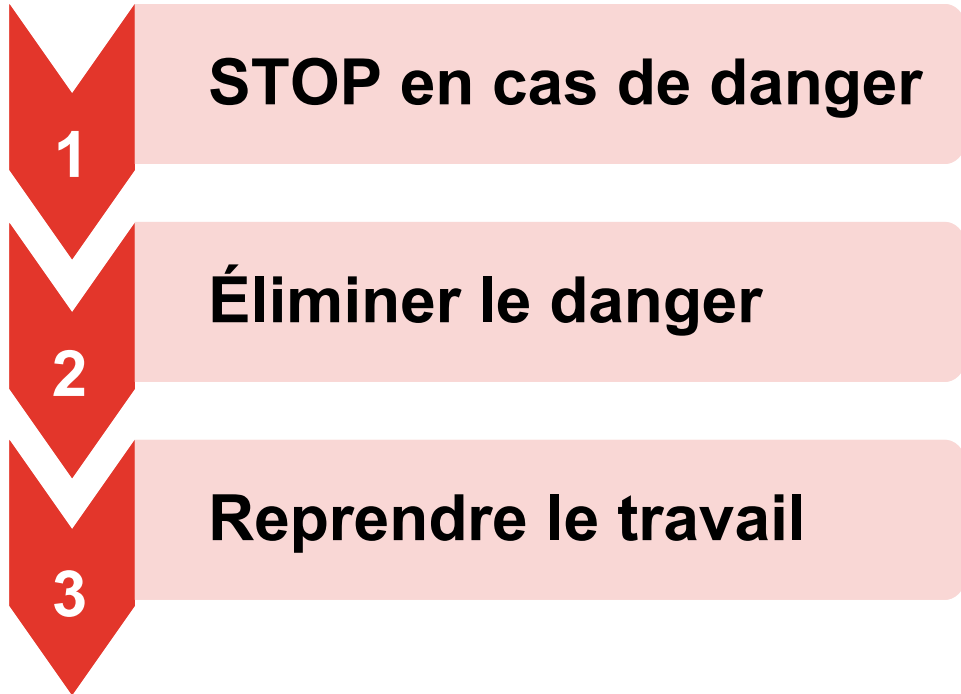 1
STOP en cas de danger
2
Éliminer le danger
3
Reprendre le travail